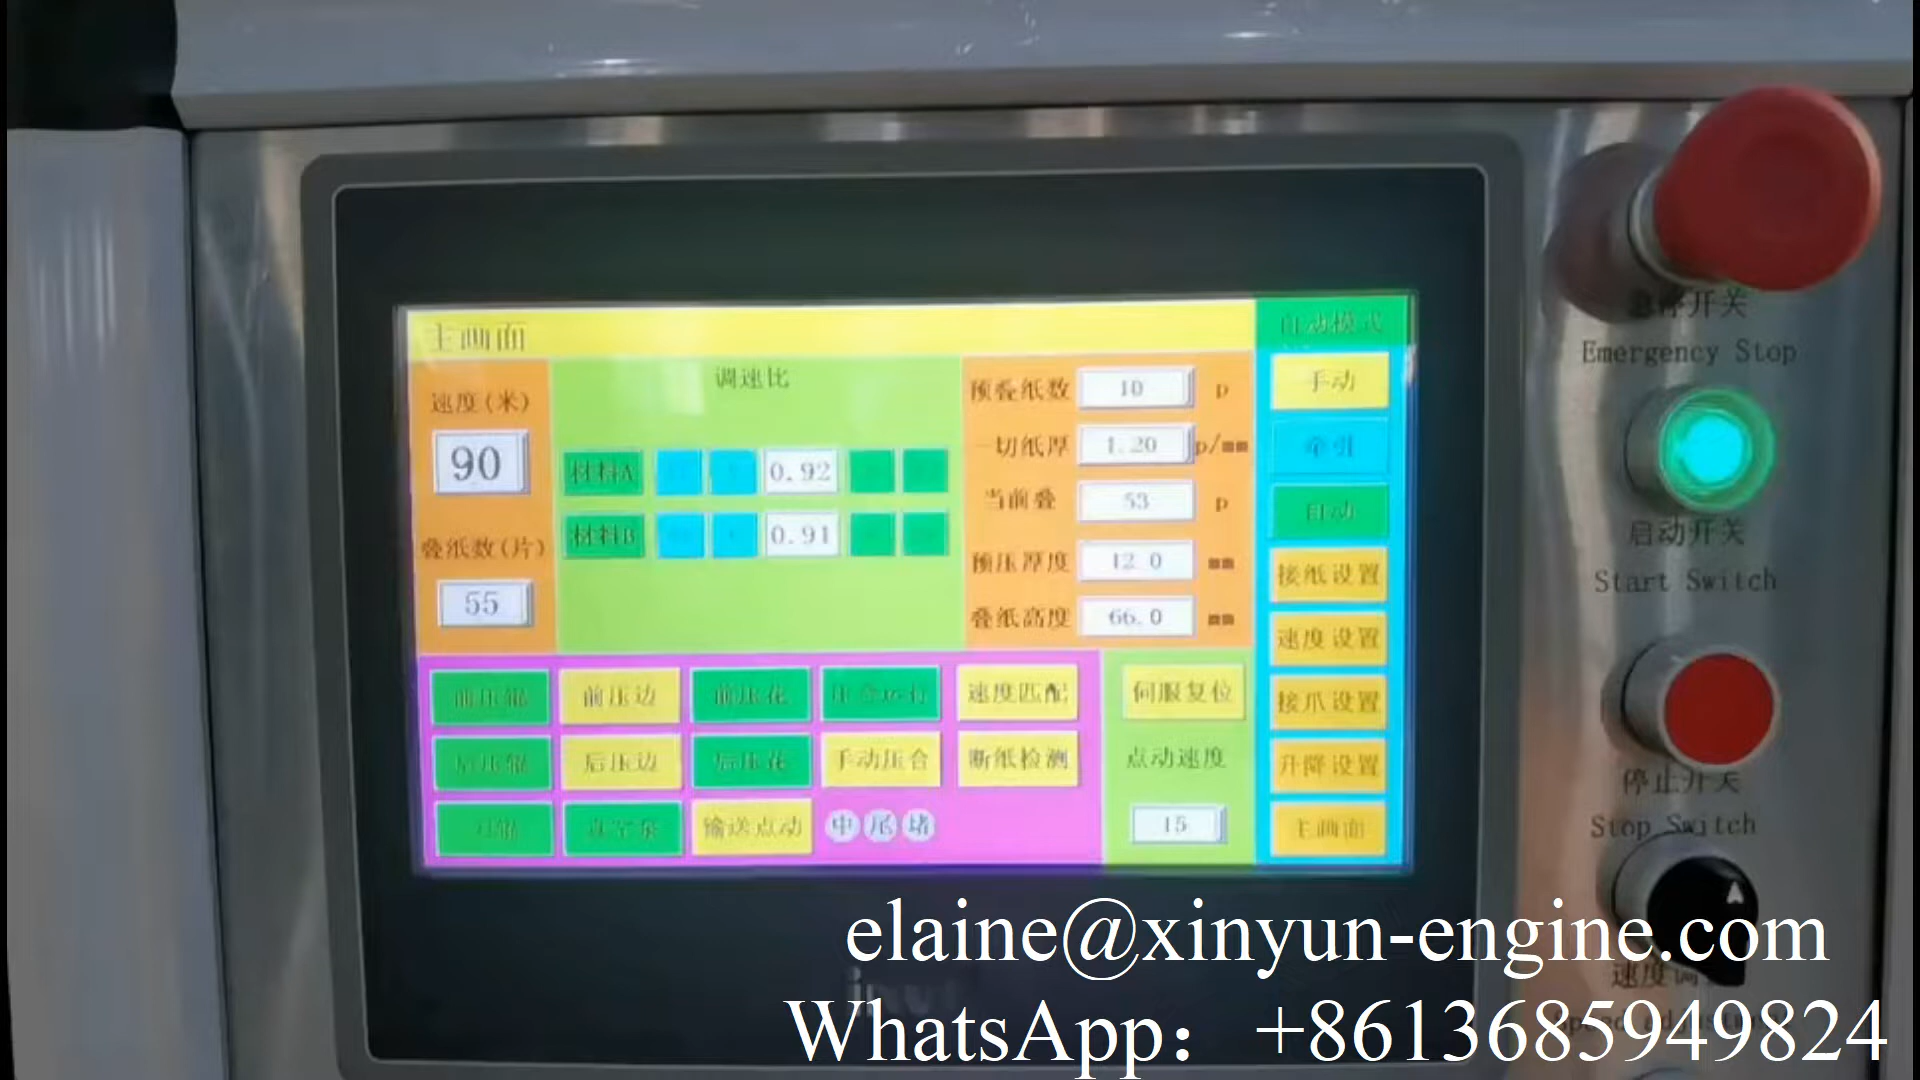 主画面
自动模式
速度(米)
90
叠纸数(片)
55
调速比
材料A 0.92
材料B 0.91
预叠纸数 10 p
一切纸厚 1.20 p/mm
当前叠 53 p
预压厚度 12.0 mm
叠纸高度 66.0 mm
手动
牵引
自动
接纸设置
速度设置
接爪设置
升降设置
主画面
前压辊 前压边 前压花 压合运行 速度匹配
后压辊 后压边 后压花 手动压合 断纸检测
真空泵 输送点动 中 尾 堵
伺服复位
点动速度
15
急停开关
Emergency Stop
启动开关
Start Switch
停止开关
Stop Switch
速度调
elaine@xinyun-engine.com
WhatsApp：+8613685949824